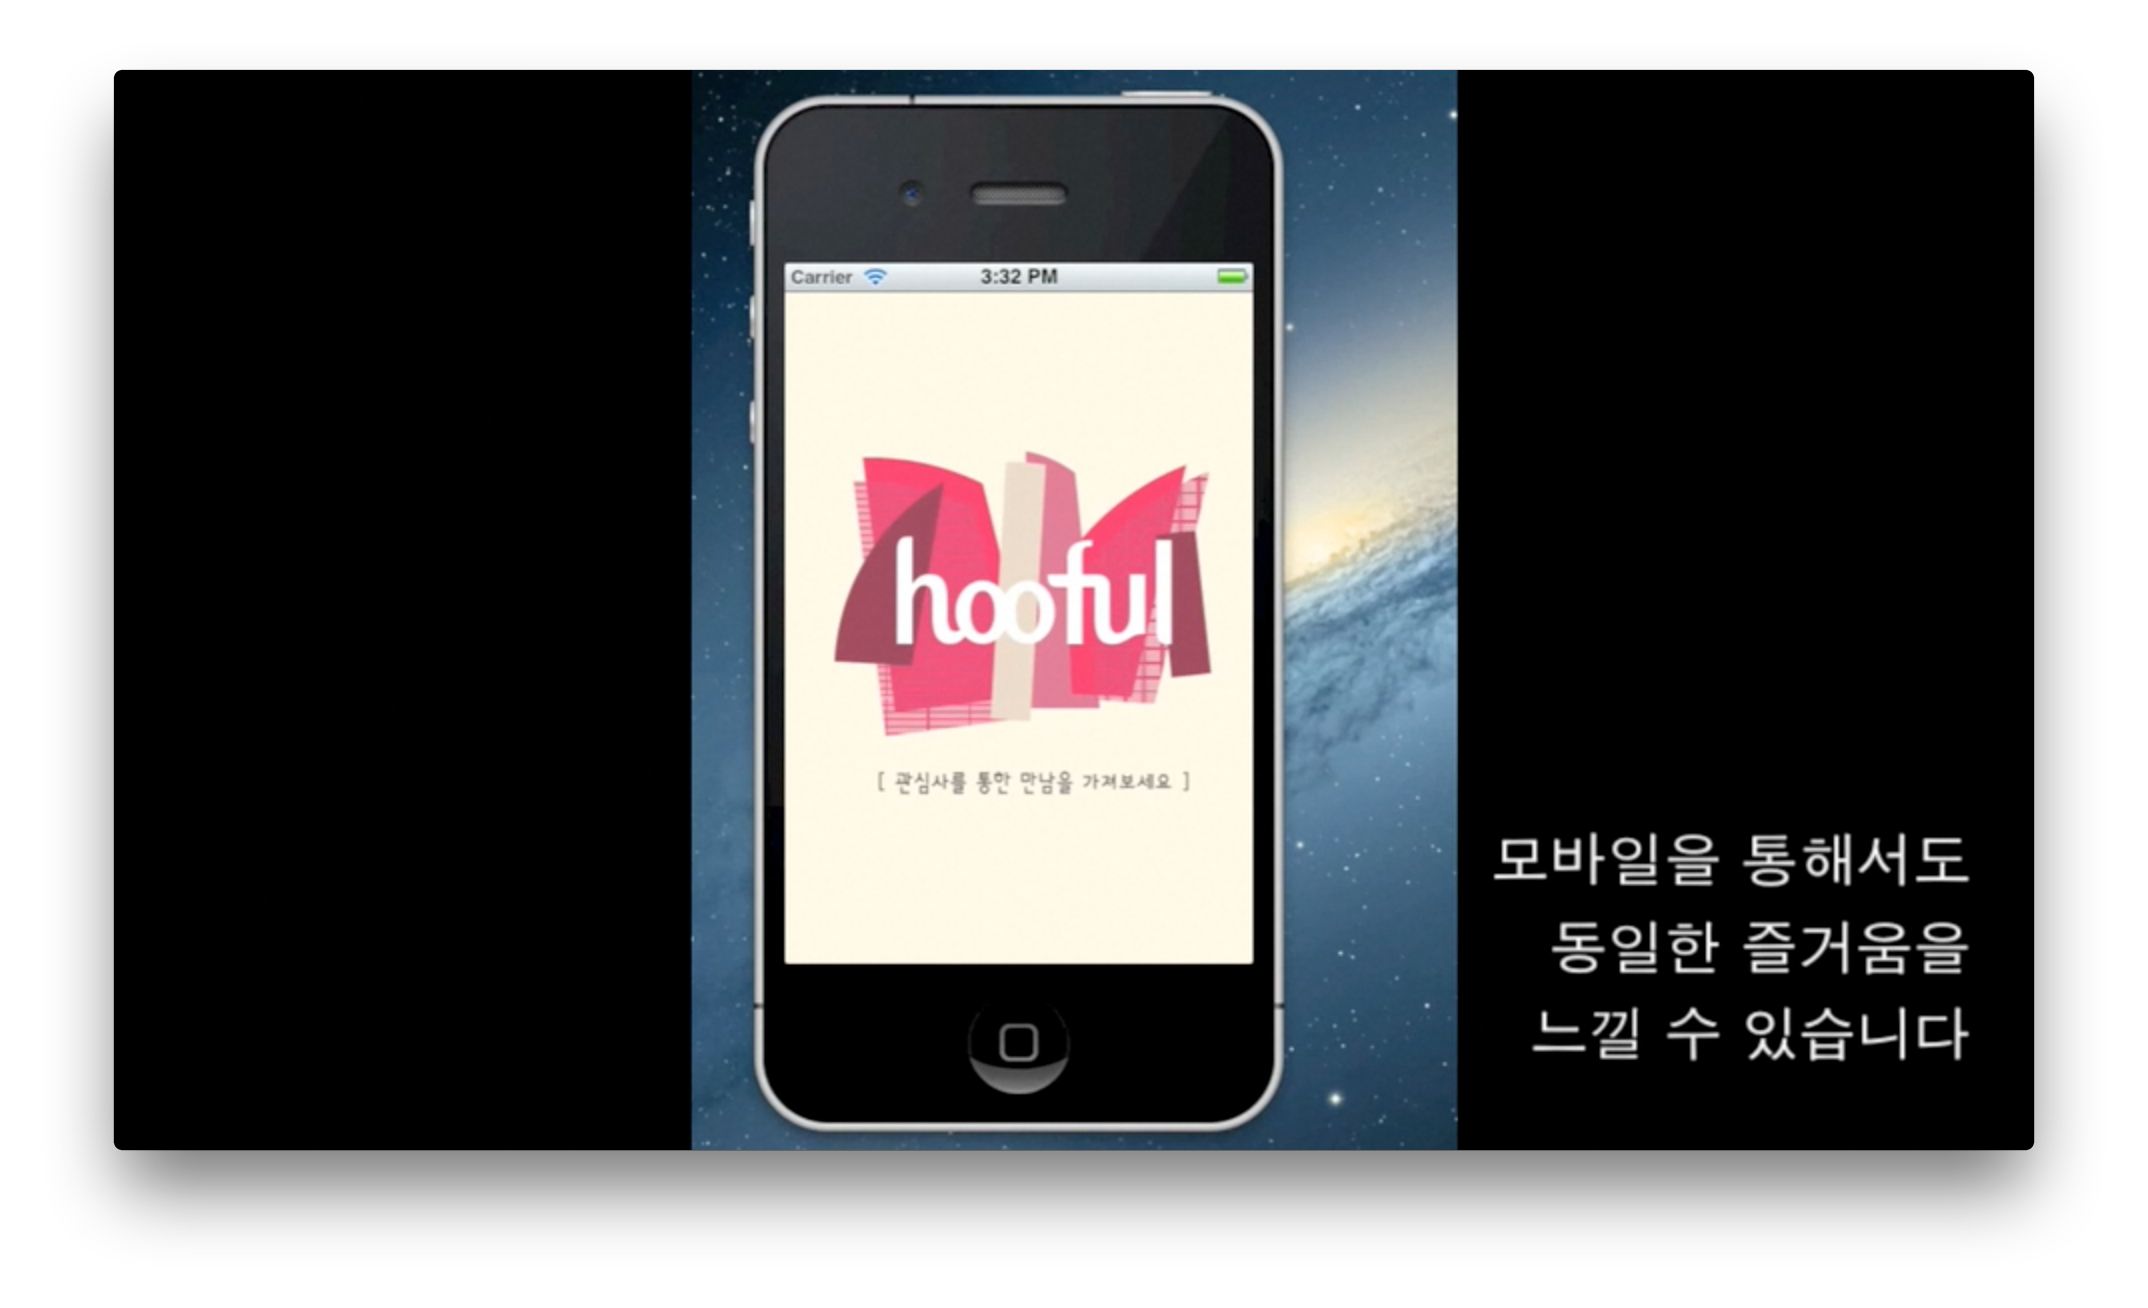 Carrier 3:32 PM
hooful
[ 관심사를 통한 만남을 가져보세요 ]
모바일을 통해서도
동일한 즐거움을
느낄 수 있습니다